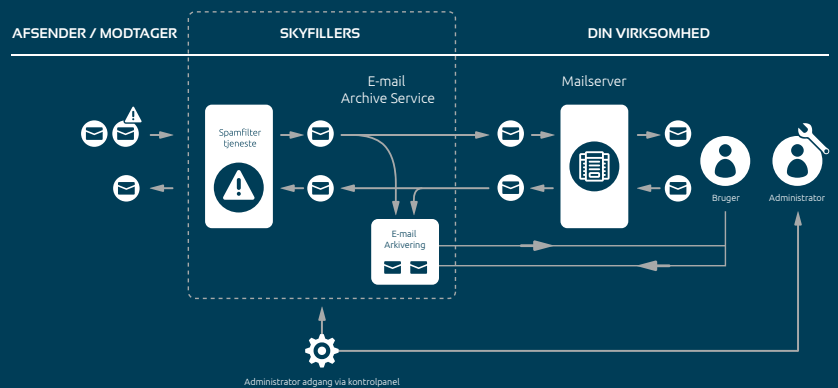 AFSENDER / MODTAGER
SKYFILLERS
DIN VIRKSOMHED
E-mail
Archive Service
Mailserver
Spamfilter
tjeneste
Bruger
Administrator
E-mail
Arkivering
Administrator adgang via kontrolpanel